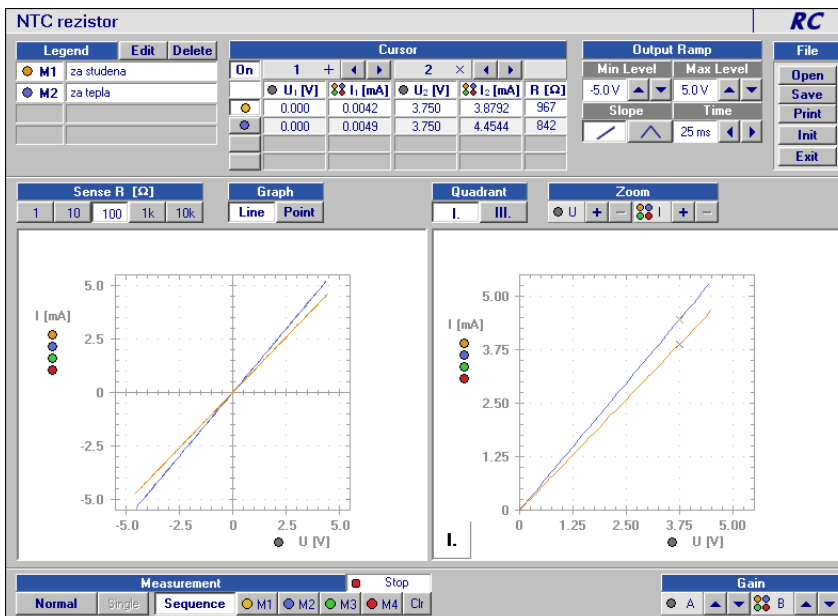 NTC rezistor RC
Legend Edit Delete Cursor Output Ramp File
M1 za studena On 1 + 2 × Min Level Max Level Open
M2 za tepla U1 [V] I1 [mA] U2 [V] I2 [mA] R [Ω] -5.0 V 5.0 V Save
0.000 0.0042 3.750 3.8792 967 Slope Time Print
0.000 0.0049 3.750 4.4544 842 25 ms Init
Exit
Sense R [Ω] Graph Quadrant Zoom
1 10 100 1k 10k Line Point I. III. U + − I + −
5.0
I [mA]
2.5
0
-2.5
-5.0
-5.0 -2.5 0 2.5 5.0
U [V]
5.00
I [mA]
3.75
2.50
1.25
0
0 1.25 2.50 3.75 5.00
I. U [V]
Measurement Stop Gain
Normal Single Sequence M1 M2 M3 M4 Clr A B